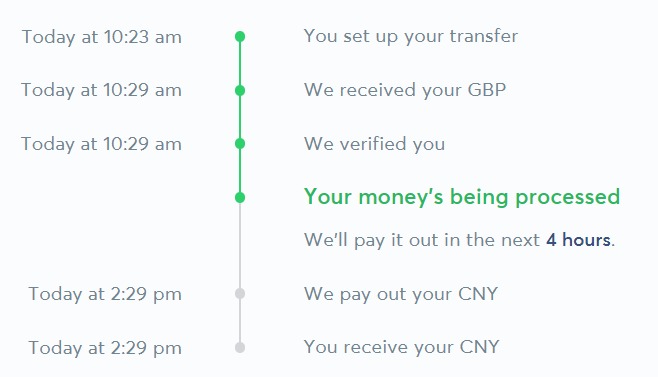 Today at 10:23 am You set up your transfer
Today at 10:29 am We received your GBP
Today at 10:29 am We verified you
Your money's being processed
We'll pay it out in the next 4 hours.
Today at 2:29 pm We pay out your CNY
Today at 2:29 pm You receive your CNY